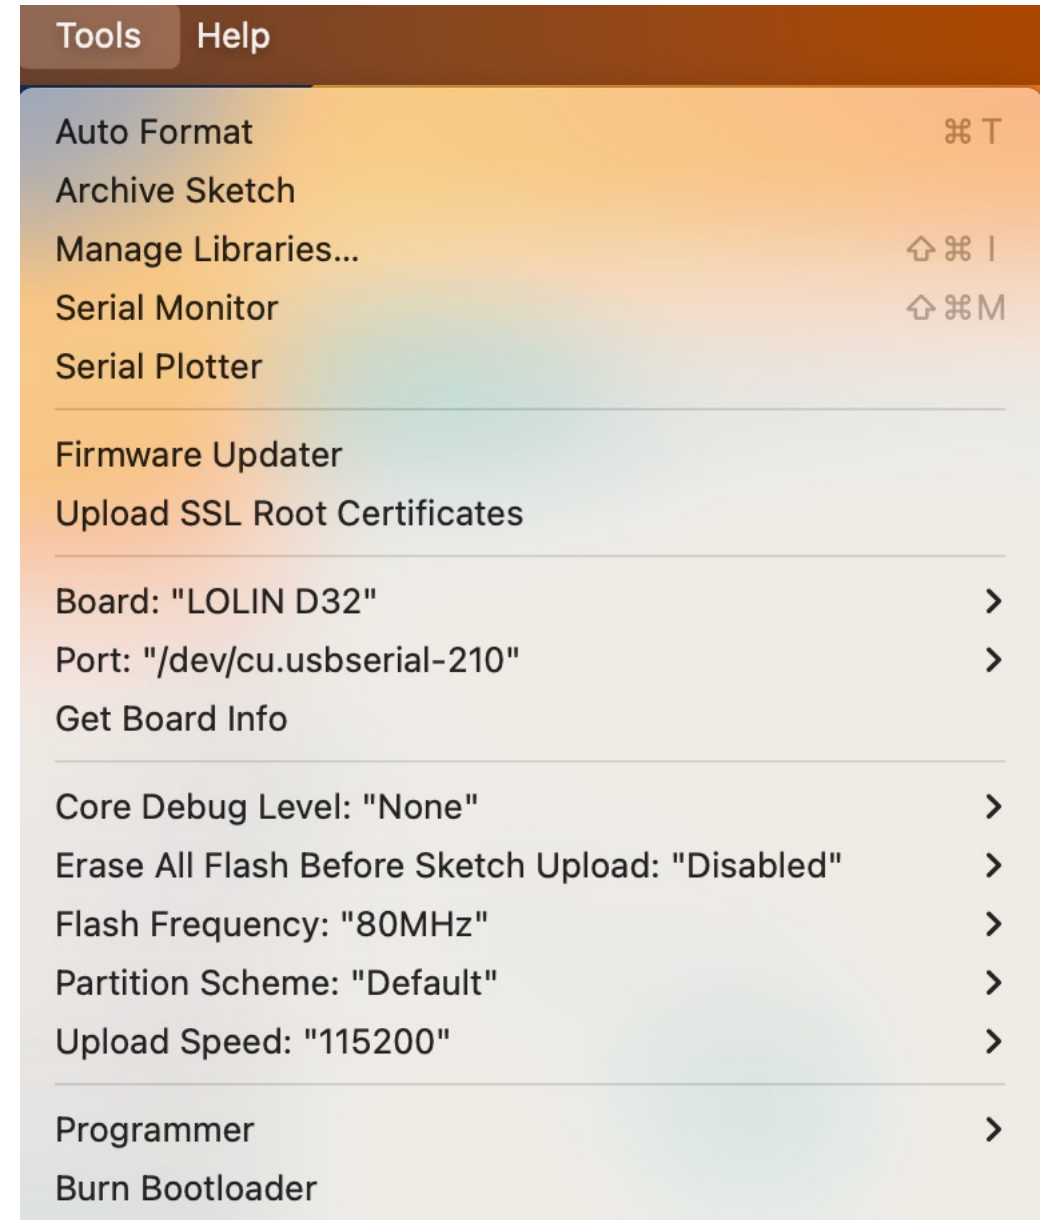 Tools Help
Auto Format ⌘ T
Archive Sketch
Manage Libraries... ⇧ ⌘ I
Serial Monitor ⇧ ⌘ M
Serial Plotter
Firmware Updater
Upload SSL Root Certificates
Board: "LOLIN D32"
Port: "/dev/cu.usbserial-210"
Get Board Info
Core Debug Level: "None"
Erase All Flash Before Sketch Upload: "Disabled"
Flash Frequency: "80MHz"
Partition Scheme: "Default"
Upload Speed: "115200"
Programmer
Burn Bootloader